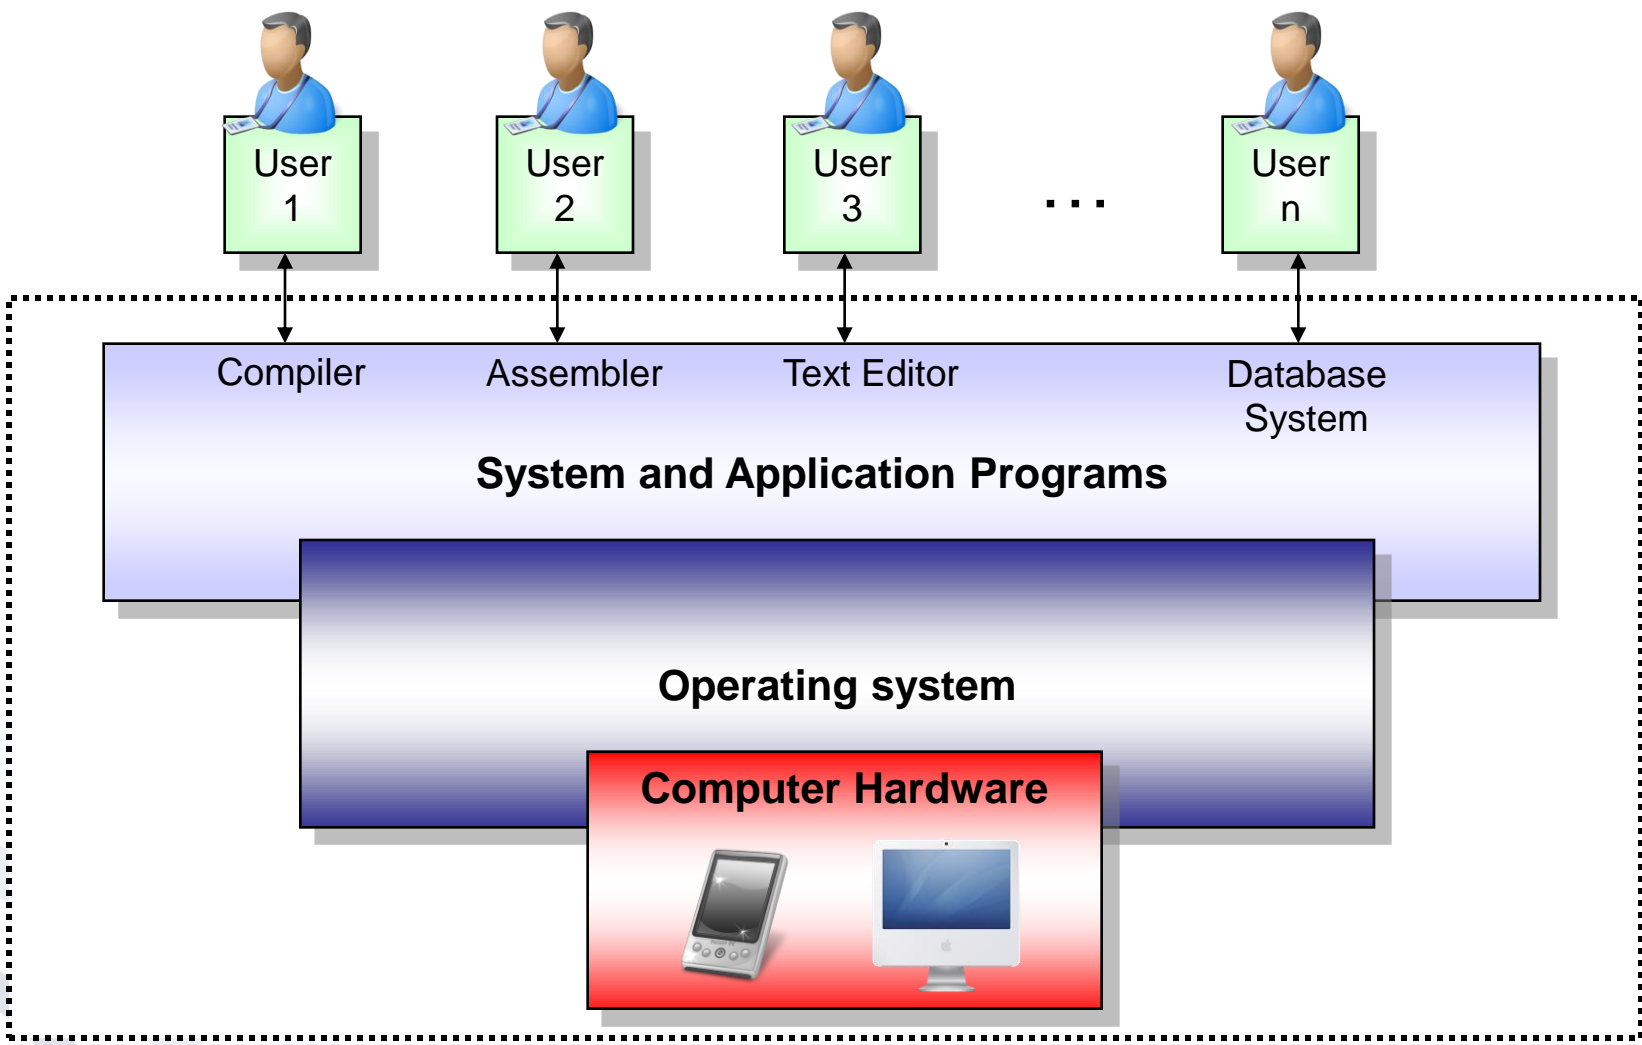 User
1
User
2
User
3
...
User
n
Compiler
Assembler
Text Editor
Database
System
System and Application Programs
Operating system
Computer Hardware